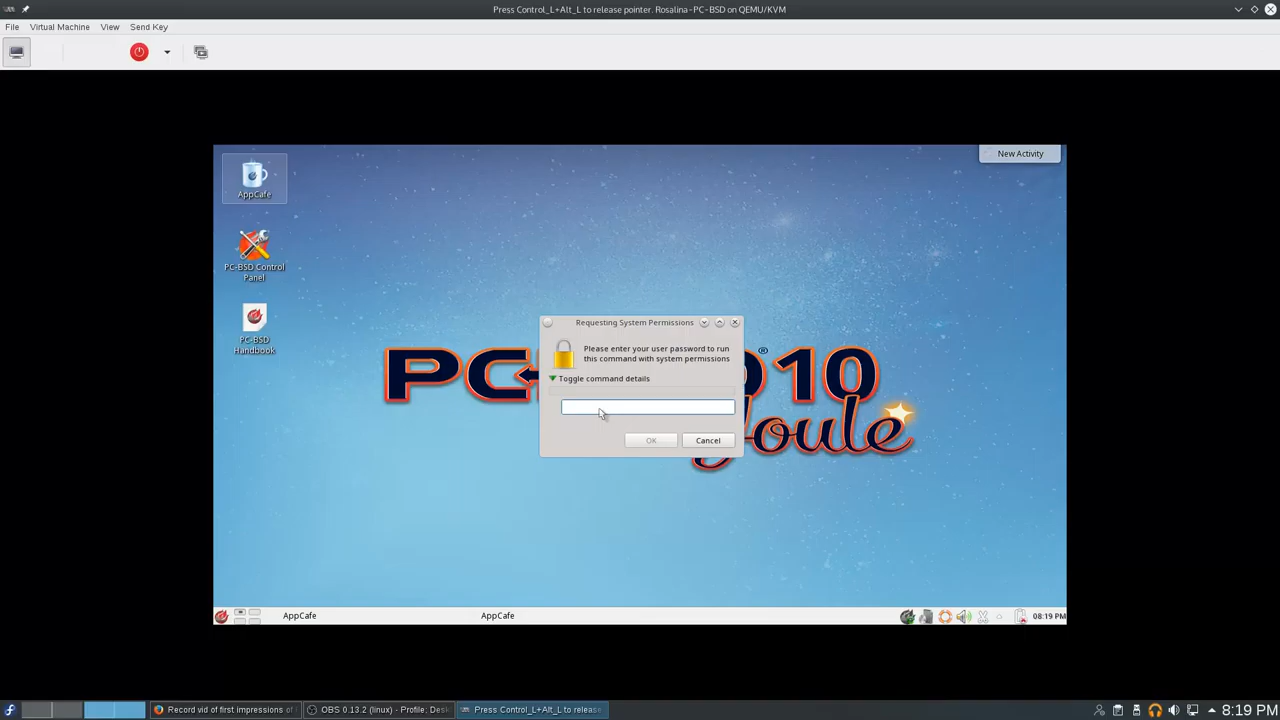 Press Control_L+Alt_L to release pointer. Rosalina-PC-BSD on QEMU/KVM
File Virtual Machine View Send Key
New Activity
AppCafe
PC-BSD Control
Panel
PC-BSD
Handbook
Requesting System Permissions
Please enter your user password to run
this command with system permissions
Toggle command details
OK Cancel
PC-
® 10
Joule
AppCafe AppCafe 08:19 PM
Record vid of first impressions of OBS 0.13.2 (linux) - Profile: Desk Press Control_L+Alt_L to release 8:19 PM